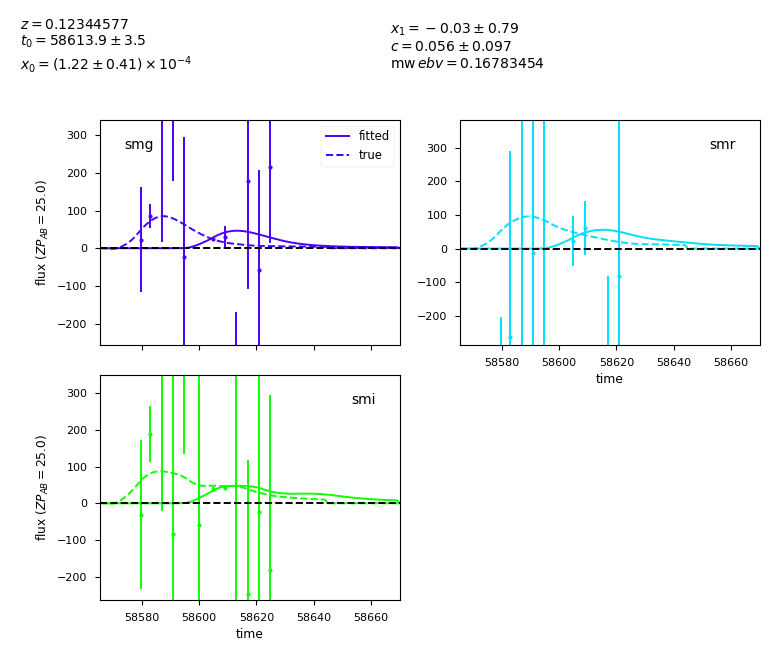 z = 0.12344577
t₀ = 58613.9 ± 3.5
x₀ = (1.22 ± 0.41) × 10⁻⁴
x₁ = −0.03 ± 0.79
c = 0.056 ± 0.097
mw ebv = 0.16783454
smg
fitted
true
300
200
100
0
−100
−200
flux (ZP_AB = 25.0)
smr
300
200
100
0
−100
−200
58580 58600 58620 58640 58660
time
smi
300
200
100
0
−100
−200
flux (ZP_AB = 25.0)
58580 58600 58620 58640 58660
time